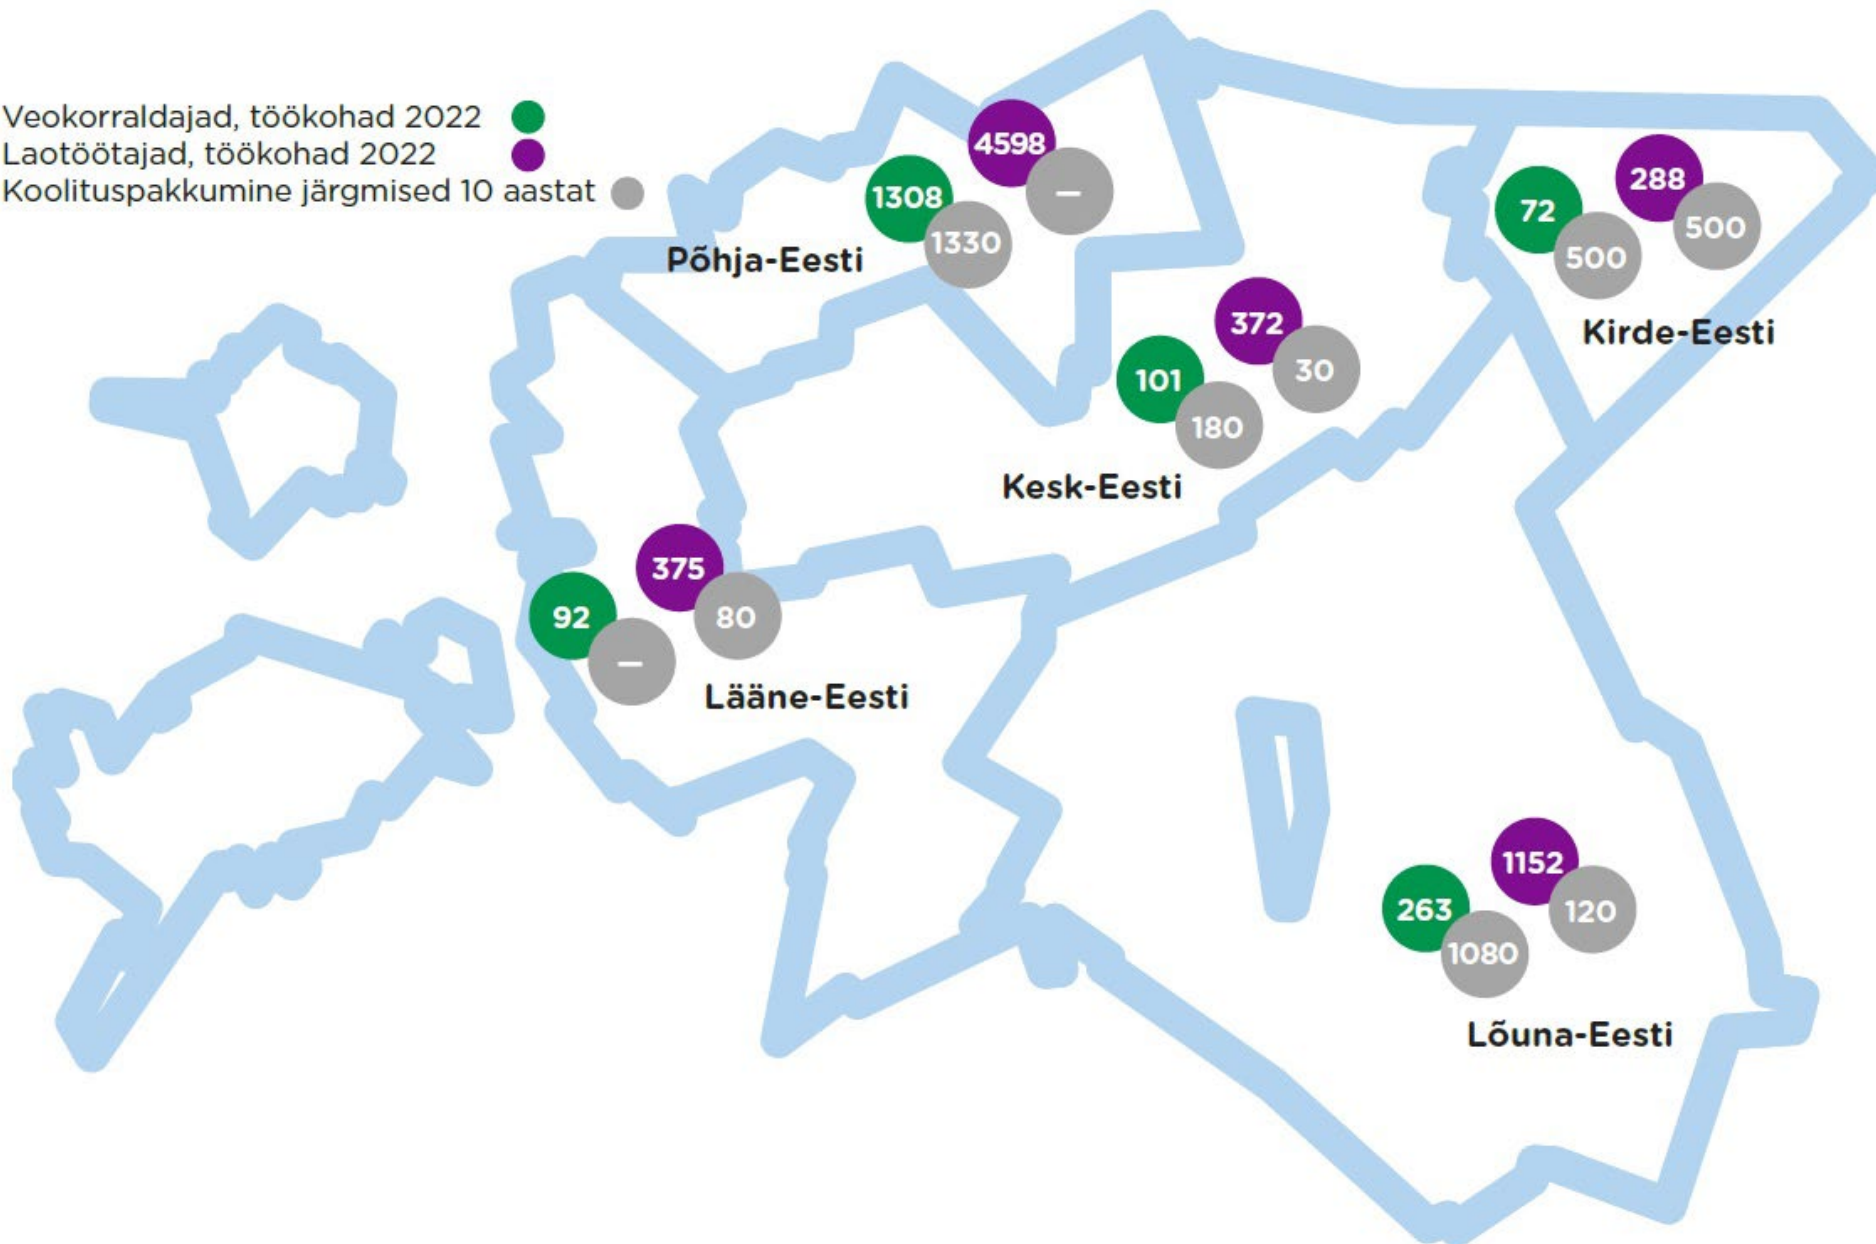 Veokorraldajad, töökohad 2022
Laotöötajad, töökohad 2022
Koolituspakkumine järgmised 10 aastat
4598
–
1308
1330
Põhja-Eesti
288
500
72
500
Kirde-Eesti
372
30
101
180
Kesk-Eesti
375
80
92
–
Lääne-Eesti
1152
120
263
1080
Lõuna-Eesti